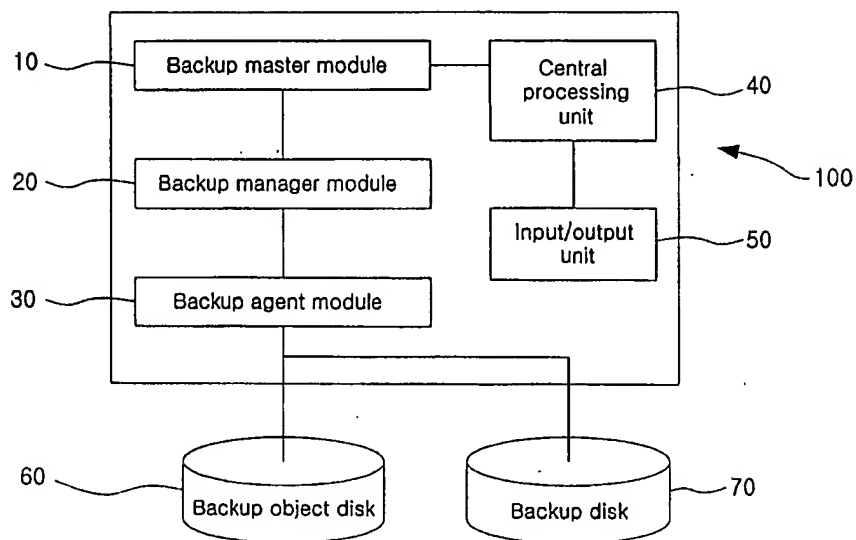 10
Backup master module
Central
processing
unit
40
100
20
Backup manager module
Input/output
unit
50
30
Backup agent module
60
Backup object disk
70
Backup disk